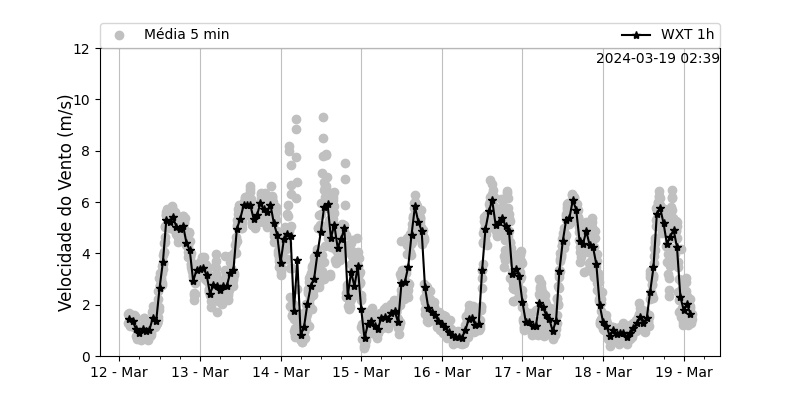 Média 5 min
WXT 1h
2024-03-19 02:39
Velocidade do Vento (m/s)
12
10
8
6
4
2
0
12 - Mar
13 - Mar
14 - Mar
15 - Mar
16 - Mar
17 - Mar
18 - Mar
19 - Mar